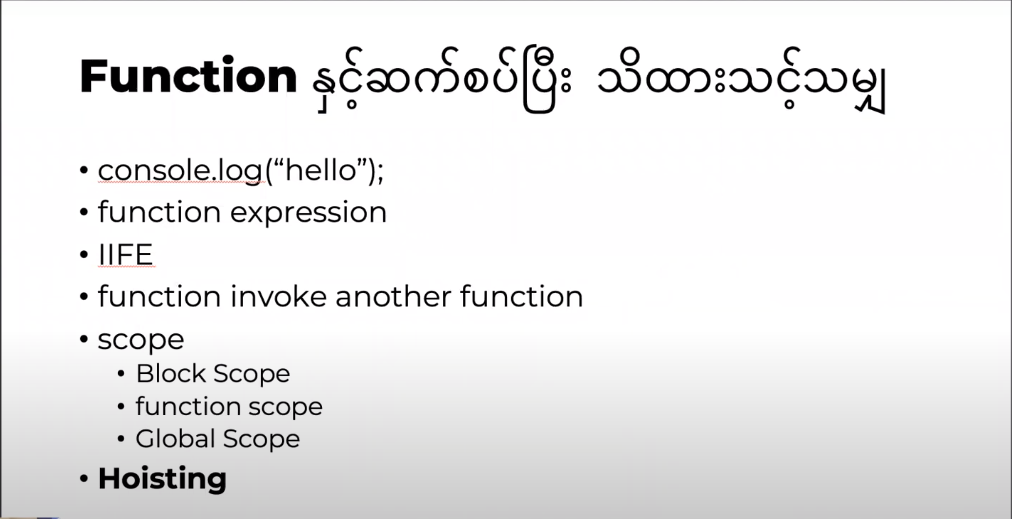 Function နှင့်ဆက်စပ်ပြီး သိထားသင့်သမျှ
• console.log(“hello”);
• function expression
• IIFE
• function invoke another function
• scope
• Block Scope
• function scope
• Global Scope
• Hoisting